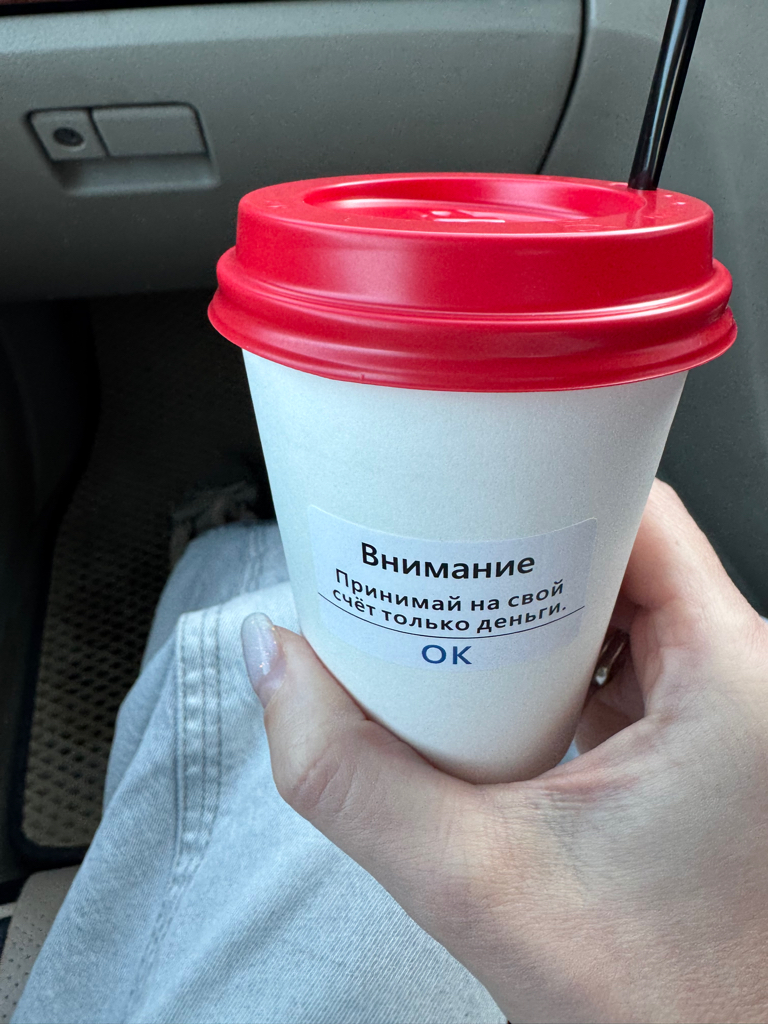 Внимание
Принимай на свой
счёт только деньги.
OK